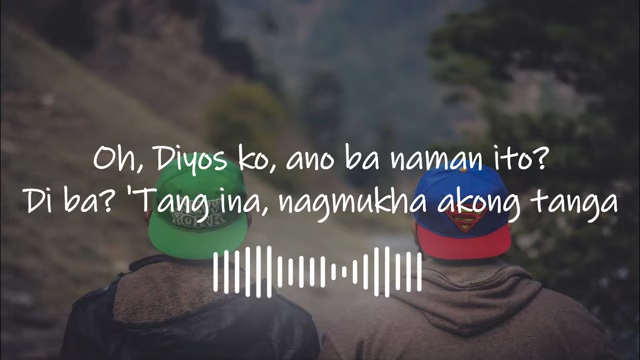 Oh, Diyos ko, ano ba naman ito?
Di ba? 'Tang ina, nagmukha akong tanga